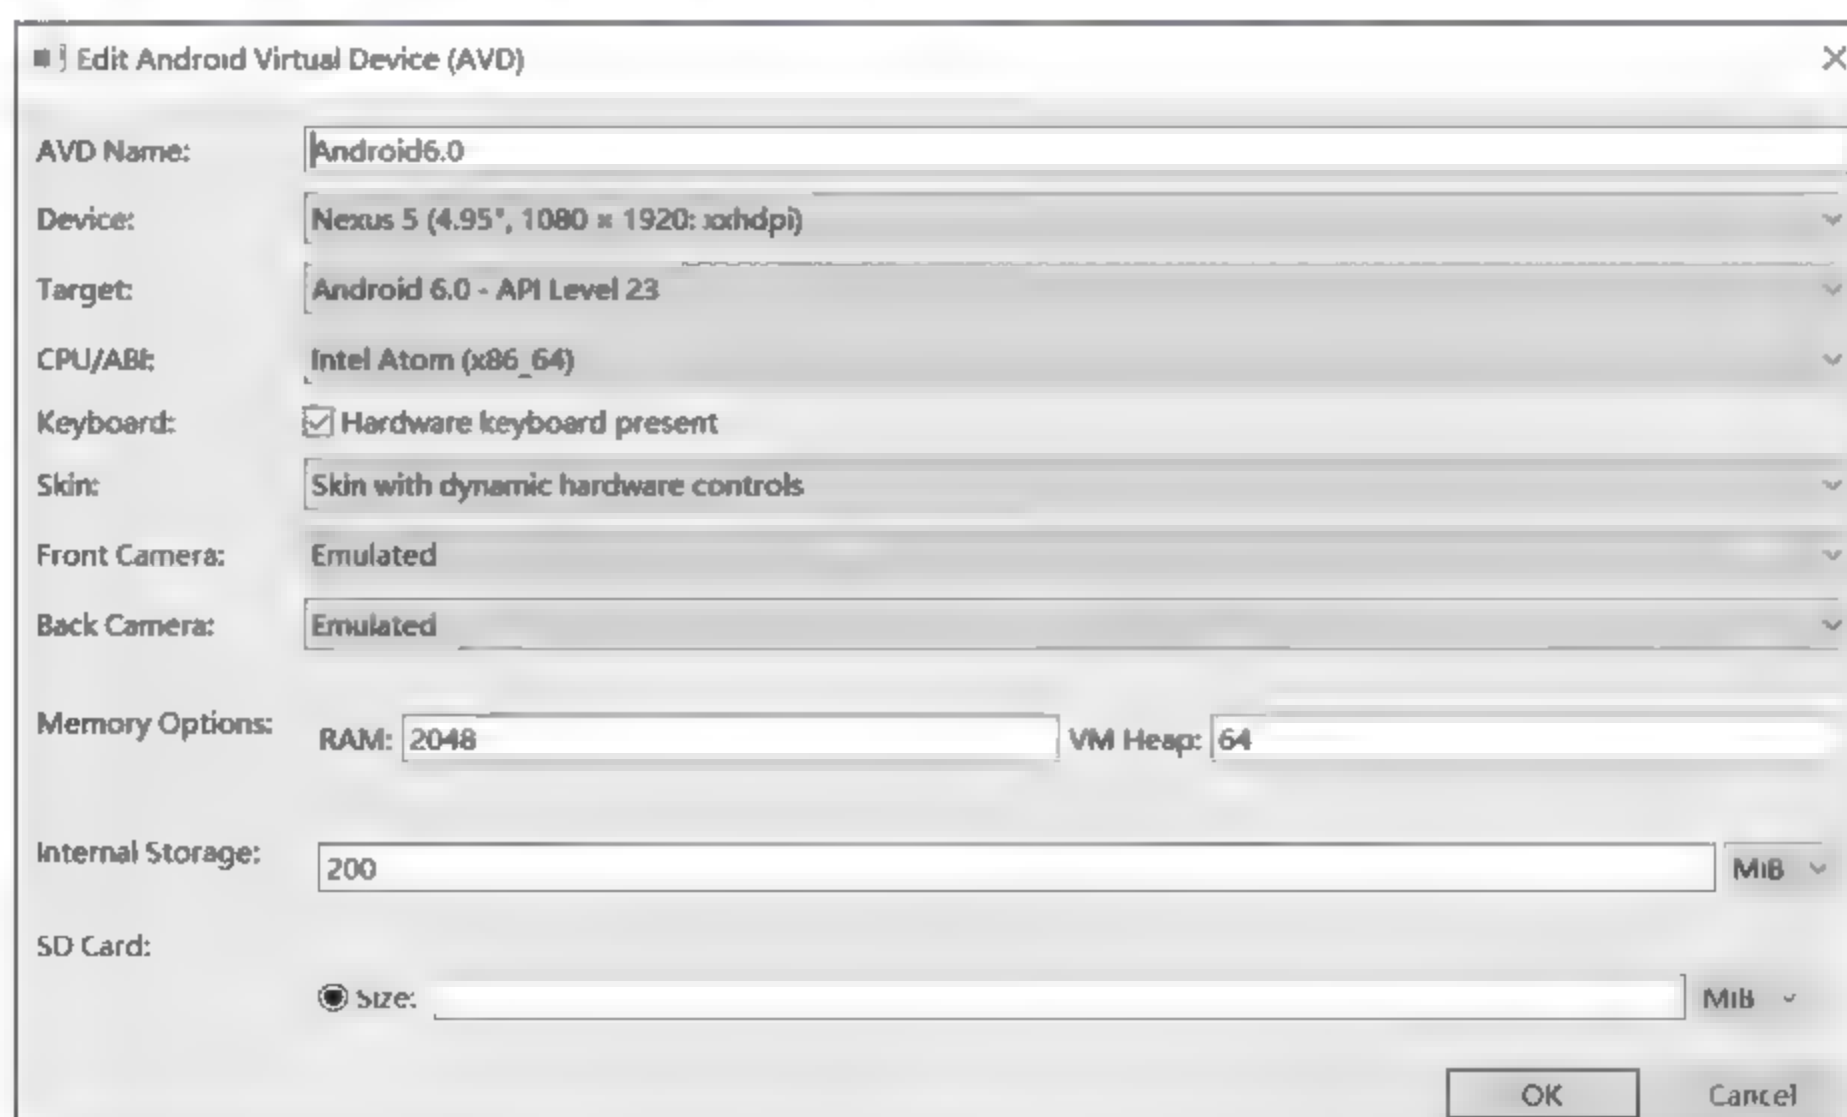 Edit Android Virtual Device (AVD)
AVD Name: Android6.0
Device: Nexus 5 (4.95", 1080 × 1920: xxhdpi)
Target: Android 6.0 - API Level 23
CPU/ABI: Intel Atom (x86_64)
Keyboard: Hardware keyboard present
Skin: Skin with dynamic hardware controls
Front Camera: Emulated
Back Camera: Emulated
Memory Options: RAM: 2048 VM Heap: 64
Internal Storage: 200 MiB
SD Card:
Size: MiB
OK Cancel